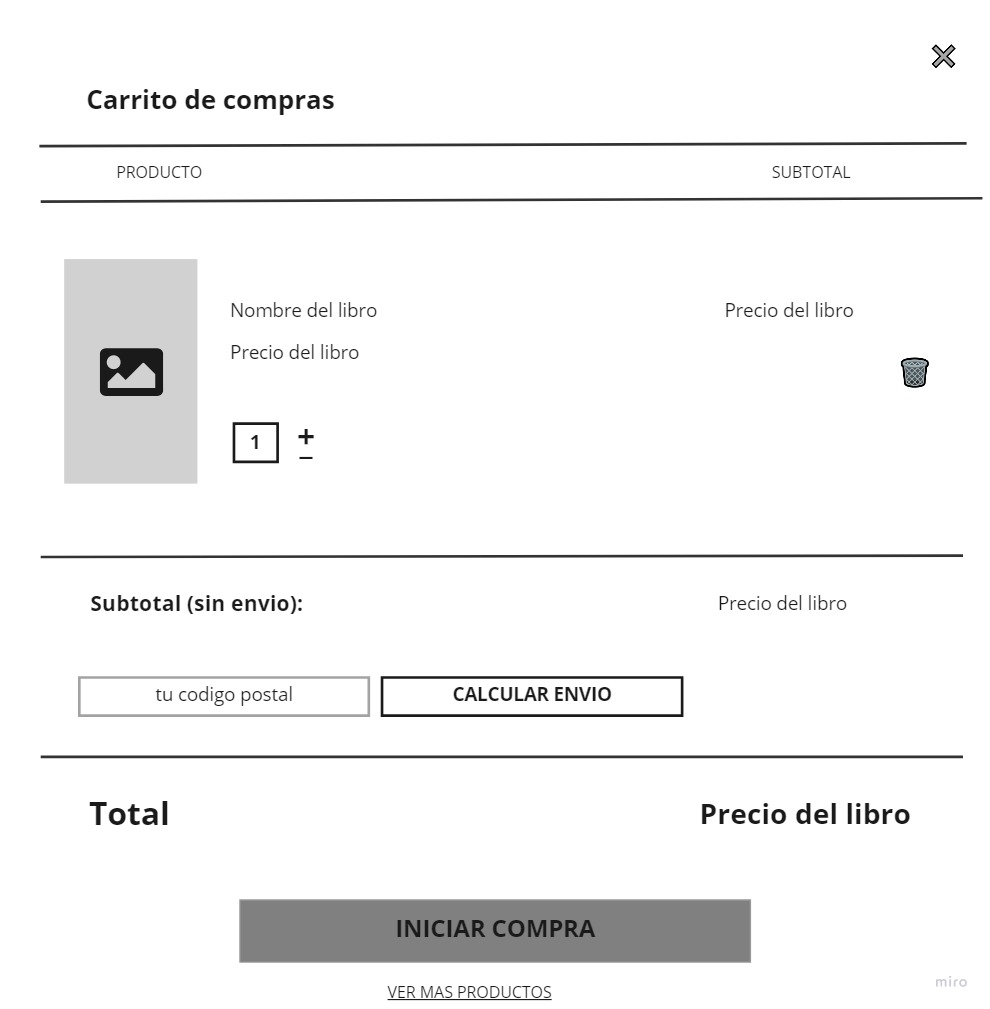 Carrito de compras
PRODUCTO SUBTOTAL
Nombre del libro Precio del libro
Precio del libro
1 +
−
Subtotal (sin envio): Precio del libro
tu codigo postal CALCULAR ENVIO
Total Precio del libro
INICIAR COMPRA
VER MAS PRODUCTOS
miro